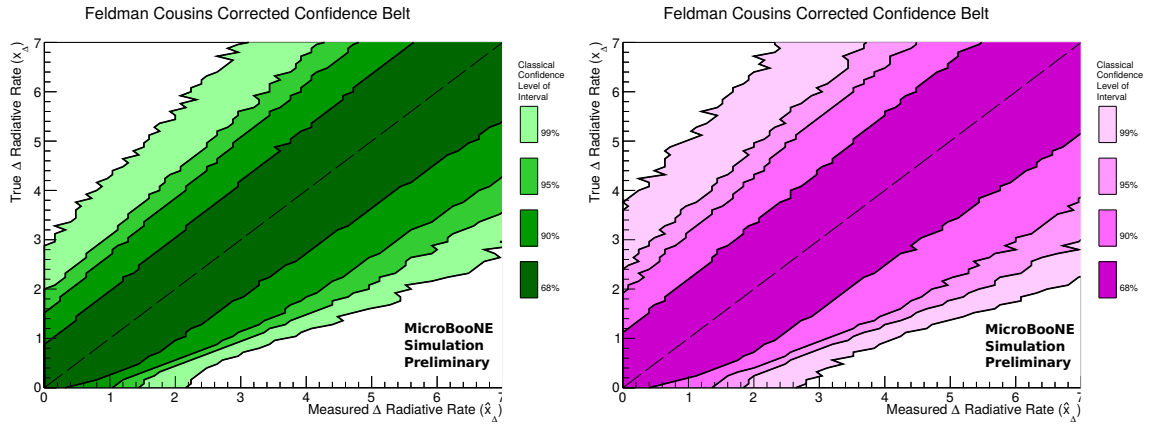 Feldman Cousins Corrected Confidence Belt
True Δ Radiative Rate (x_Δ)
7
6
5
4
3
2
1
0
0 1 2 3 4 5 6 7
Measured Δ Radiative Rate (x̂_Δ)
Classical
Confidence
Level of
Interval
99%
95%
90%
68%
MicroBooNE
Simulation
Preliminary
Feldman Cousins Corrected Confidence Belt
True Δ Radiative Rate (x_Δ)
7
6
5
4
3
2
1
0
0 1 2 3 4 5 6 7
Measured Δ Radiative Rate (x̂_Δ)
Classical
Confidence
Level of
Interval
99%
95%
90%
68%
MicroBooNE
Simulation
Preliminary